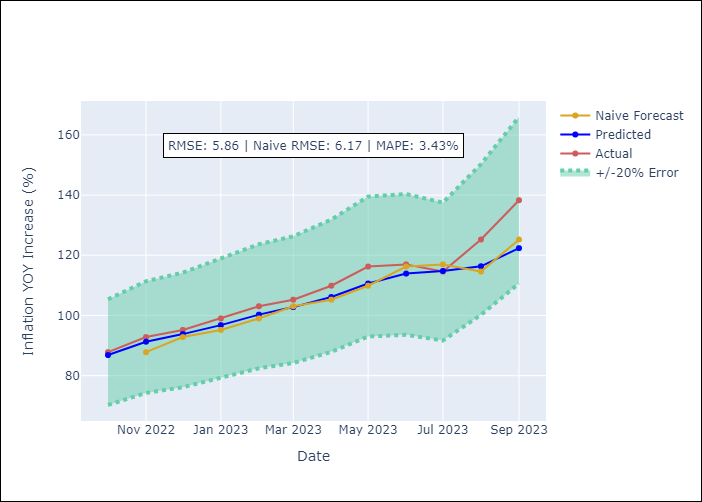 RMSE: 5.86 | Naive RMSE: 6.17 | MAPE: 3.43%
Naive Forecast
Predicted
Actual
+/-20% Error
Inflation YOY Increase (%)
160
140
120
100
80
Nov 2022
Jan 2023
Mar 2023
May 2023
Jul 2023
Sep 2023
Date